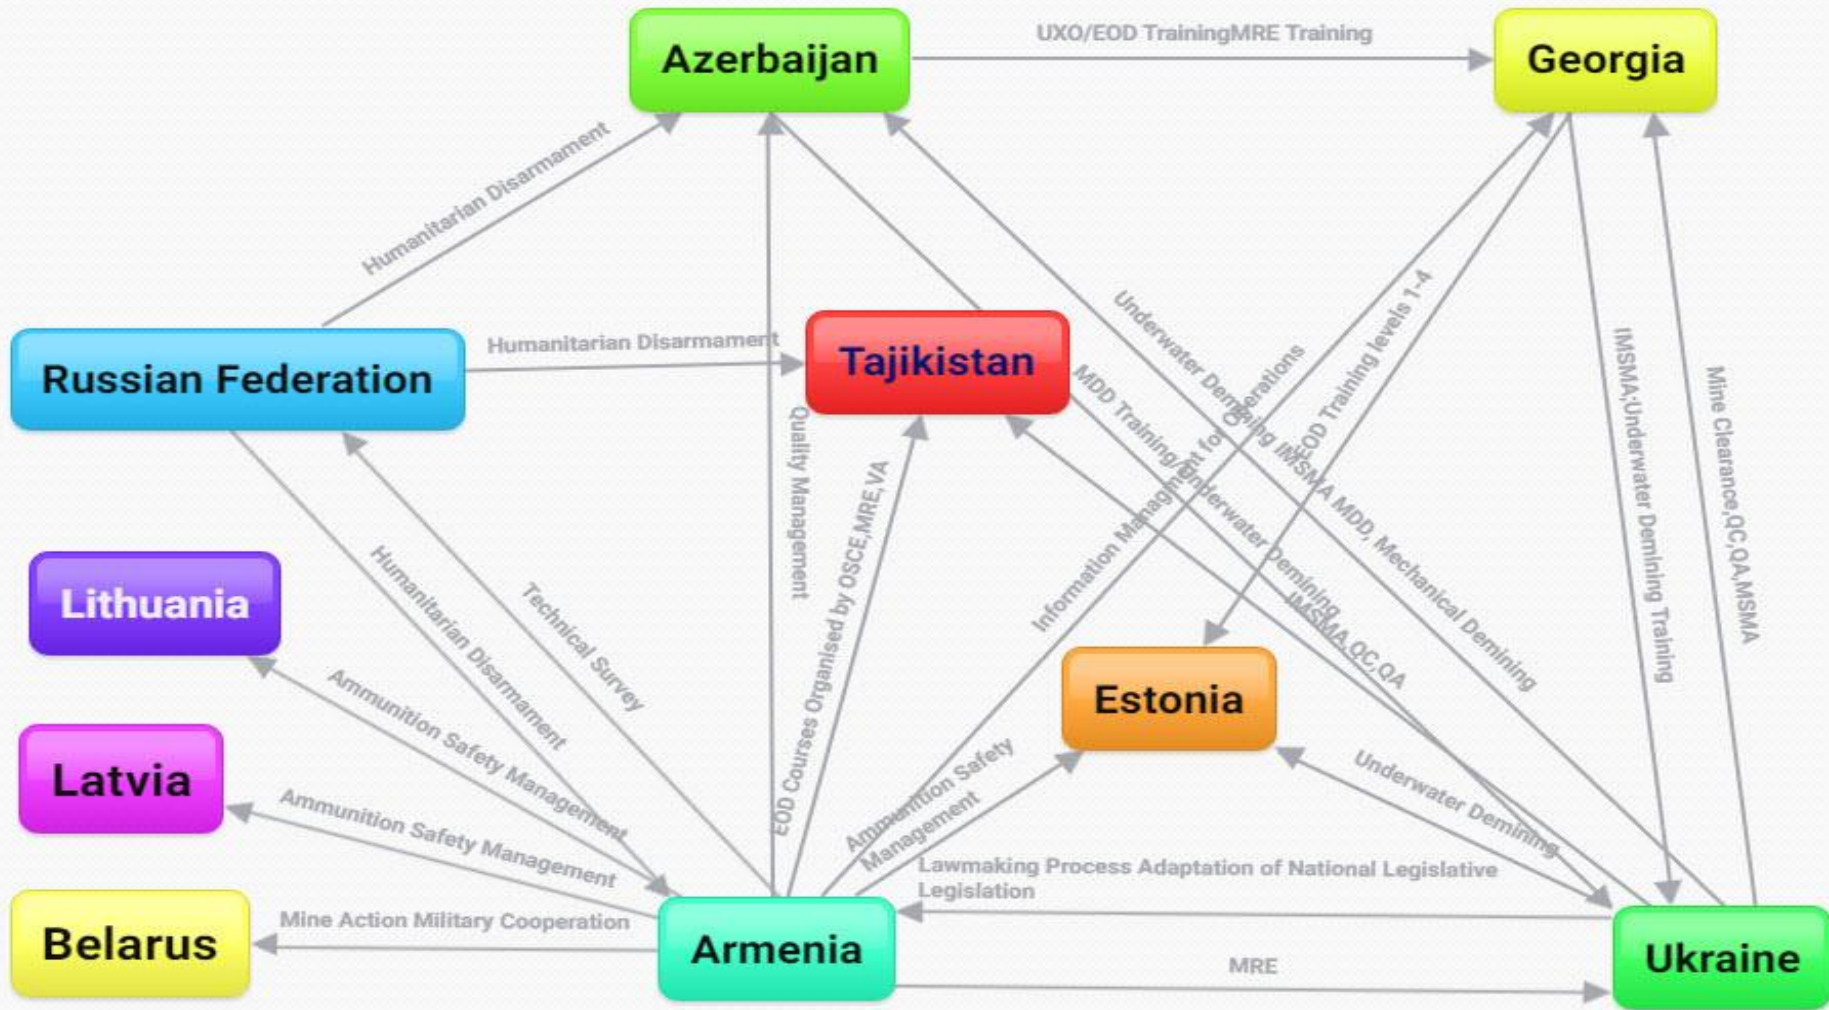 Azerbaijan
UXO/EOD TrainingMRE Training
Georgia
Humanitarian Disarmament
Russian Federation
Humanitarian Disarmament
Tajikistan
Underwater Demining IMSMA MDD, Mechanical Demining
EOD Training levels 1-4
IMSMA;Underwater Demining Training
Mine Clearance,QC,QA,MSMA
MDD Training/Underwater Demining
Information Managment for Operations
Quality Management
EOD Courses Organised by OSCE,MRE,VA
IMSMA,QC,QA
Humanitarian Disarmament
Technical Survey
Lithuania
Estonia
Ammunition Safety Management
Latvia
Ammunition Safety Management
Ammunition Safety
Management
Underwater Demining
Lawmaking Process Adaptation of National Legislative
Legislation
Belarus
Mine Action Military Cooperation
Armenia
MRE
Ukraine